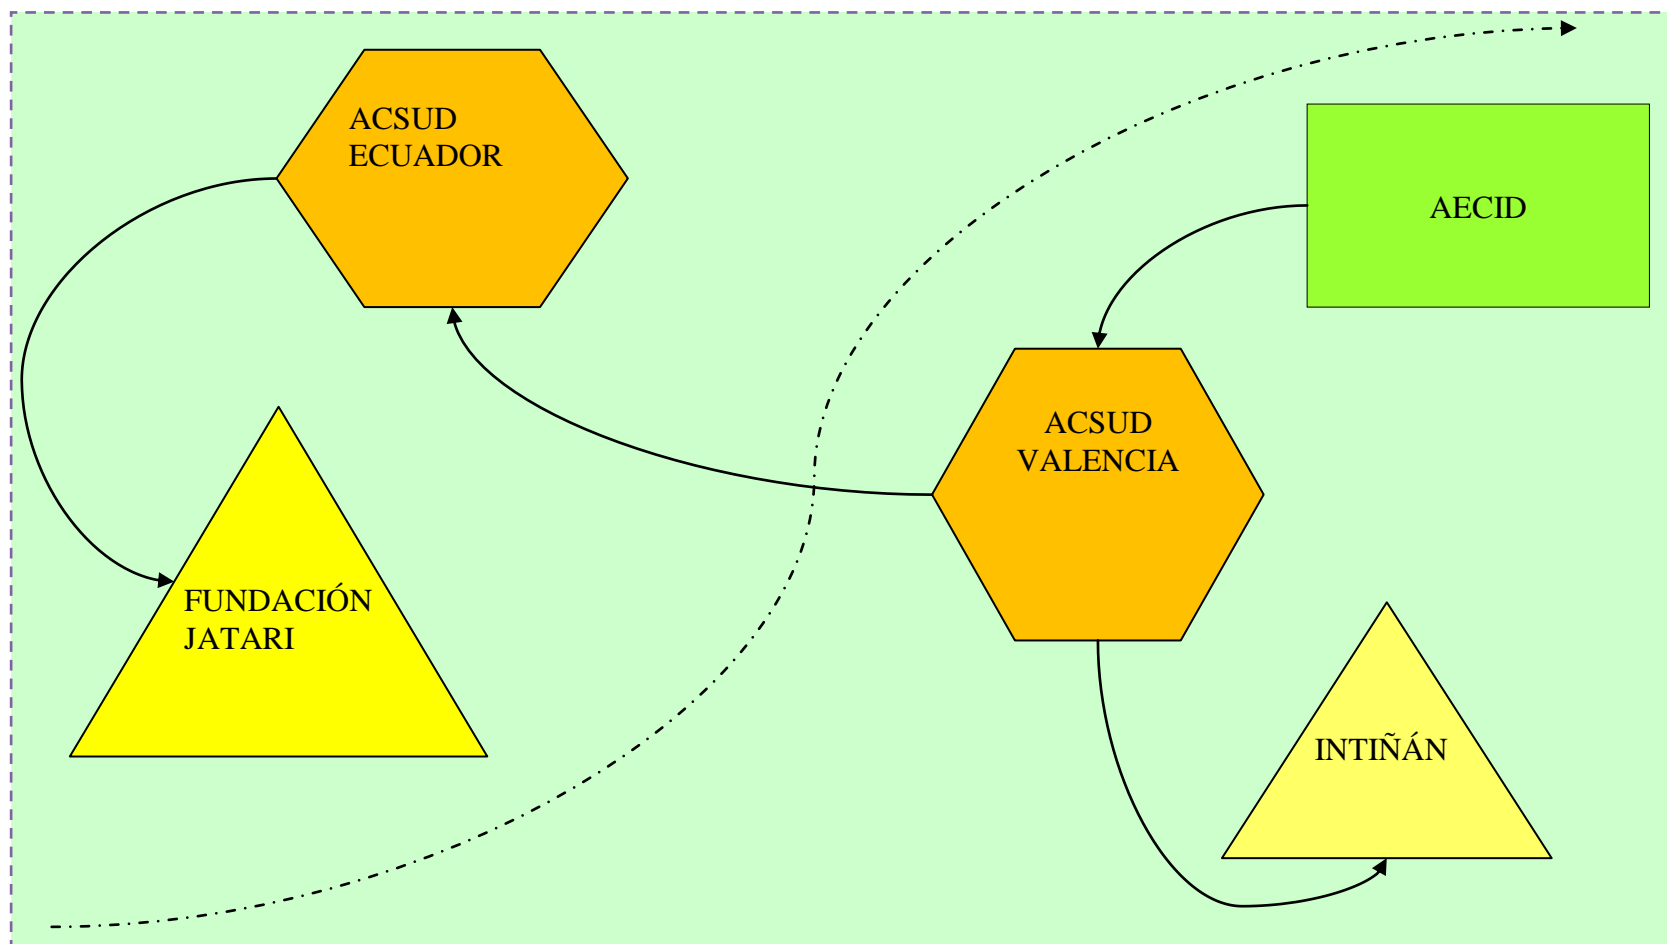 ACSUD
ECUADOR
AECID
ACSUD
VALENCIA
FUNDACIÓN
JATARI
INTIÑÁN